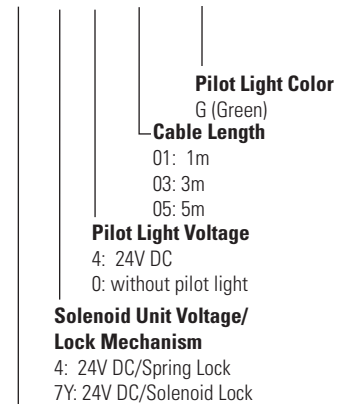 Pilot Light Color
G (Green)
Cable Length
01: 1m
03: 3m
05: 5m
Pilot Light Voltage
4: 24V DC
0: without pilot light
Solenoid Unit Voltage/
Lock Mechanism
4: 24V DC/Spring Lock
7Y: 24V DC/Solenoid Lock